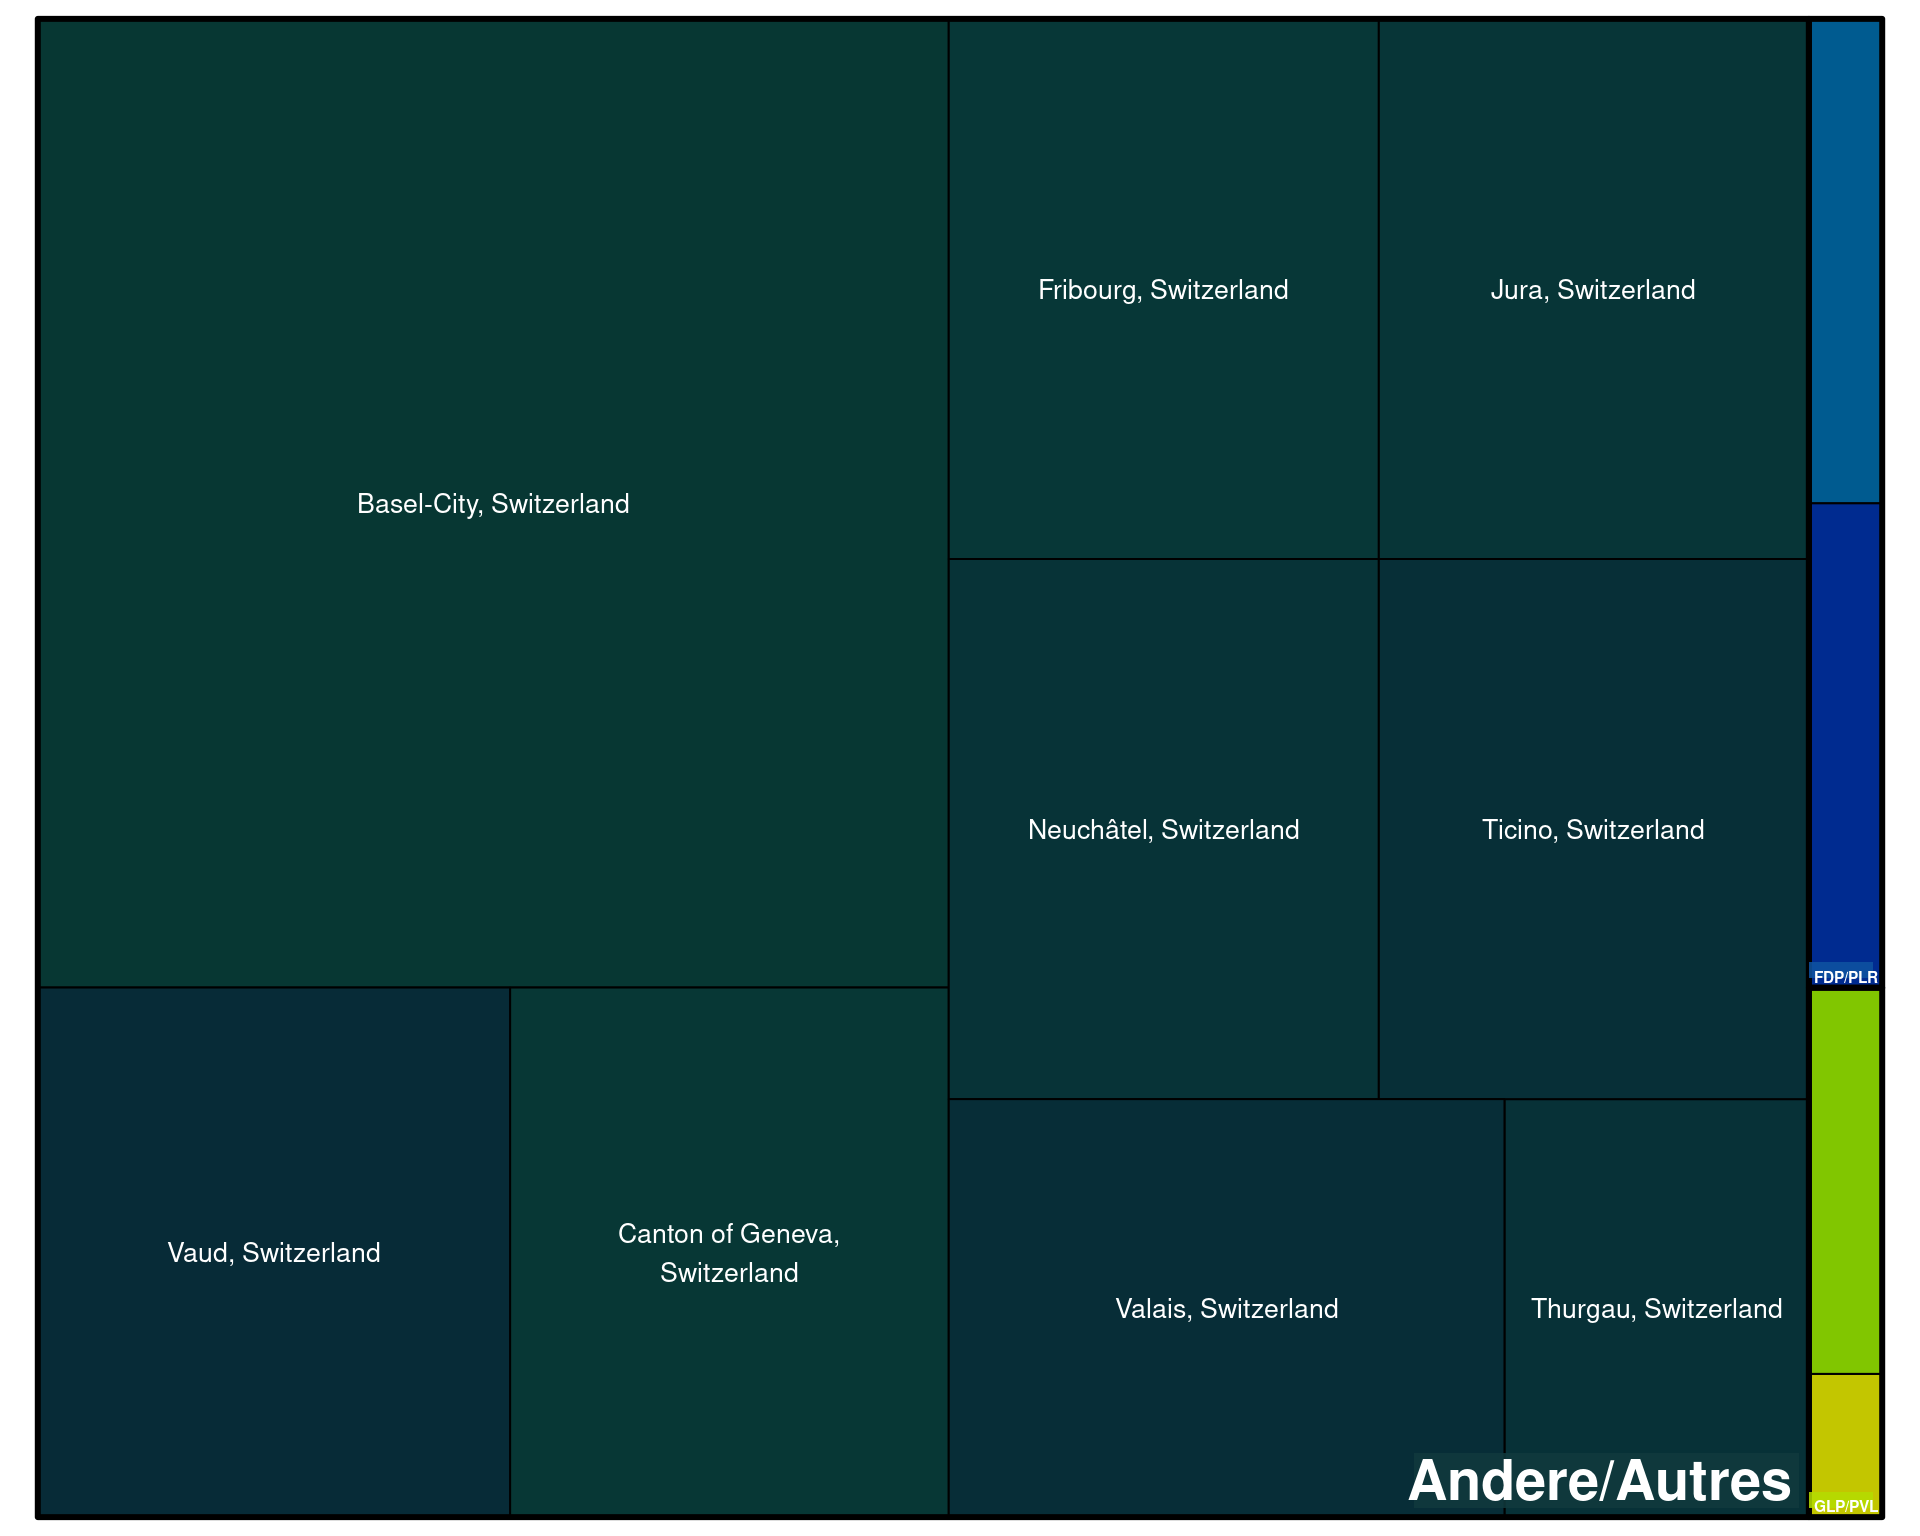 Basel-City, Switzerland
Fribourg, Switzerland
Jura, Switzerland
Neuchâtel, Switzerland
Ticino, Switzerland
FDP/PLR
Vaud, Switzerland
Canton of Geneva,
Switzerland
Valais, Switzerland
Thurgau, Switzerland
Andere/Autres
GLP/PVL